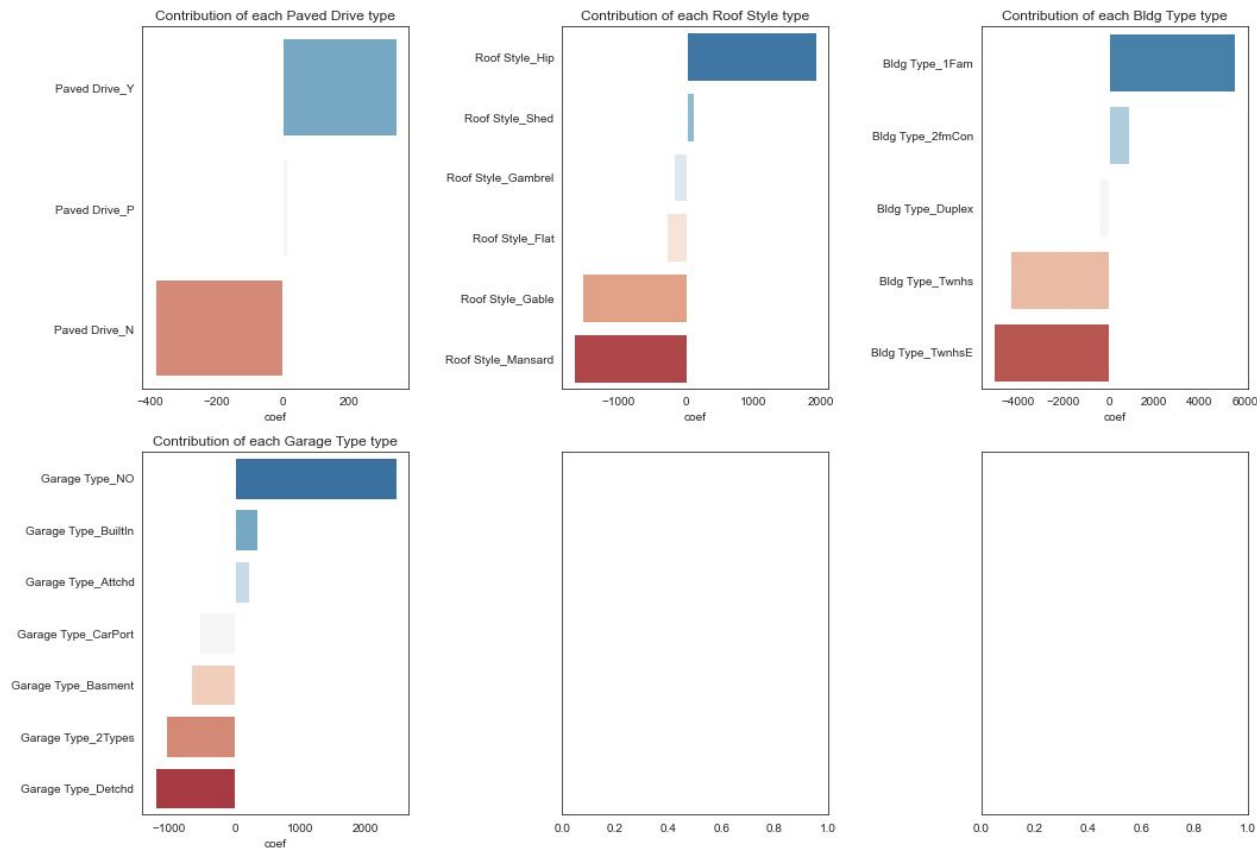 Contribution of each Paved Drive type
Paved Drive_Y
Paved Drive_P
Paved Drive_N
−400 −200 0 200
coef
Contribution of each Roof Style type
Roof Style_Hip
Roof Style_Shed
Roof Style_Gambrel
Roof Style_Flat
Roof Style_Gable
Roof Style_Mansard
−1000 0 1000 2000
coef
Contribution of each Bldg Type type
Bldg Type_1Fam
Bldg Type_2fmCon
Bldg Type_Duplex
Bldg Type_Twnhs
Bldg Type_TwnhsE
−4000 −2000 0 2000 4000 6000
coef
Contribution of each Garage Type type
Garage Type_NO
Garage Type_BuiltIn
Garage Type_Attchd
Garage Type_CarPort
Garage Type_Basment
Garage Type_2Types
Garage Type_Detchd
−1000 0 1000 2000
coef
0.0 0.2 0.4 0.6 0.8 1.0
0.0 0.2 0.4 0.6 0.8 1.0